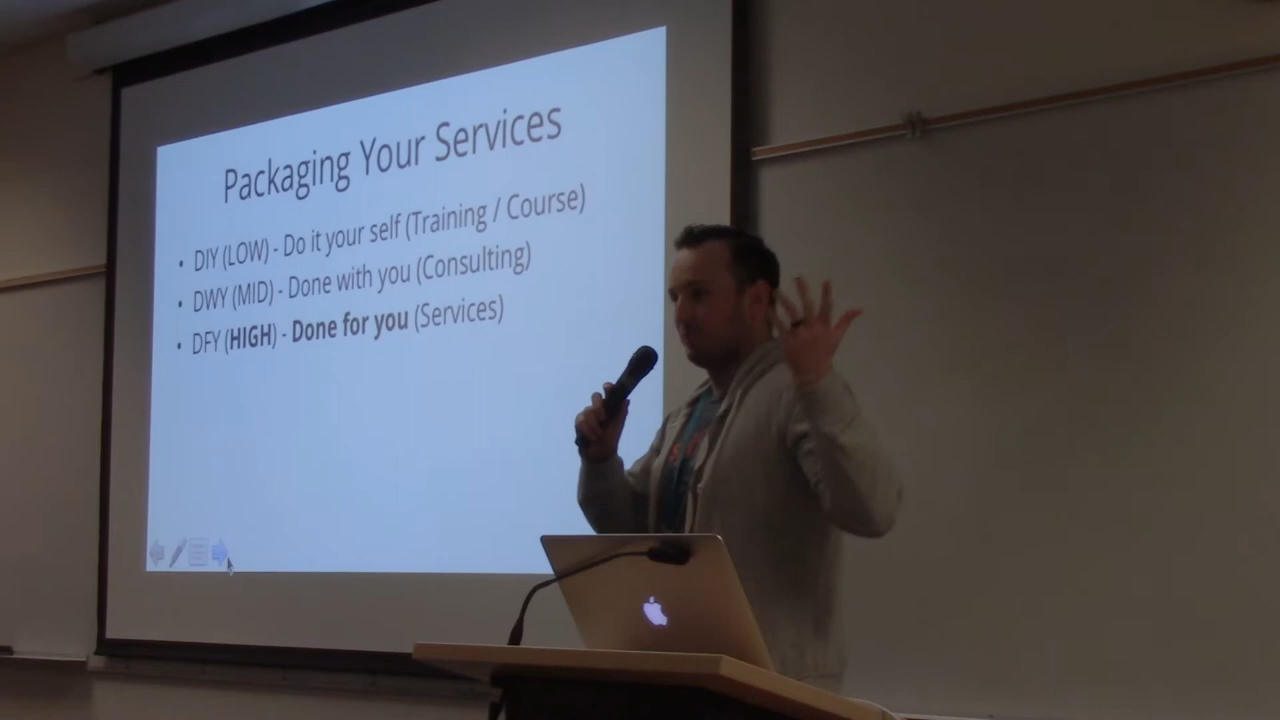 Packaging Your Services
• DIY (LOW) - Do it your self (Training / Course)
• DWY (MID) - Done with you (Consulting)
• DFY (HIGH) - Done for you (Services)